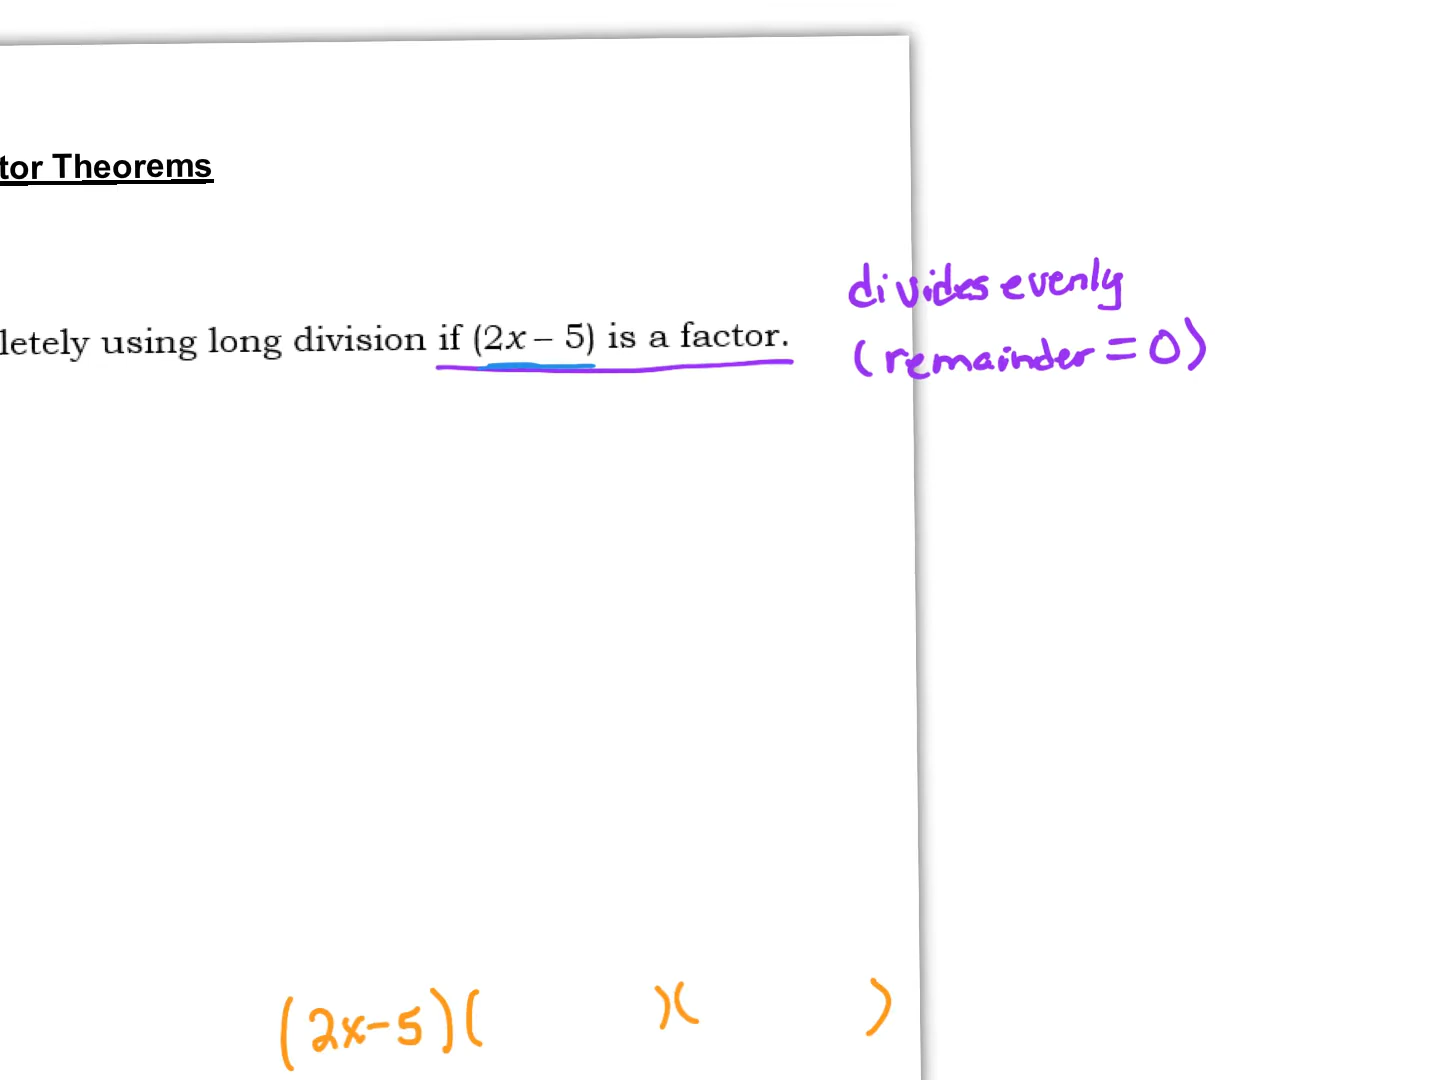 tor Theorems
divides evenly
letely using long division if (2x – 5) is a factor.
(remainder = 0)
(2x-5)(      )(      )